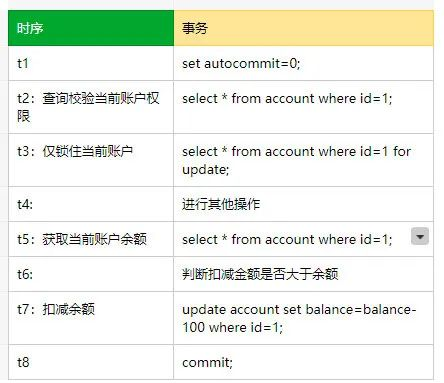 时序 事务
t1 set autocommit=0;
t2：查询校验当前账户权 select * from account where id=1;
限
t3：仅锁住当前账户 select * from account where id=1 for
update;
t4: 进行其他操作
t5：获取当前账户余额 select * from account where id=1;
t6: 判断扣减金额是否大于余额
t7：扣减余额 update account set balance=balance-
100 where id=1;
t8 commit;